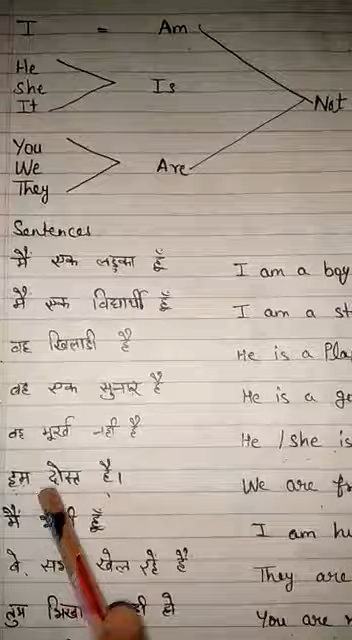 I = Am
He
She
It
Is
Not
You
We
They
Are
Sentences
मैं एक लड़का हूँ I am a boy
मैं एक विद्यार्थी हूँ I am a
वह खिलाडी है He is a
वह एक सुनार है He is a
वह मूर्ख नही है He / She is
हम दोस्त है। We are
मैं हूँ I am
वे खेल रहे हैं They are
तुम हो You are